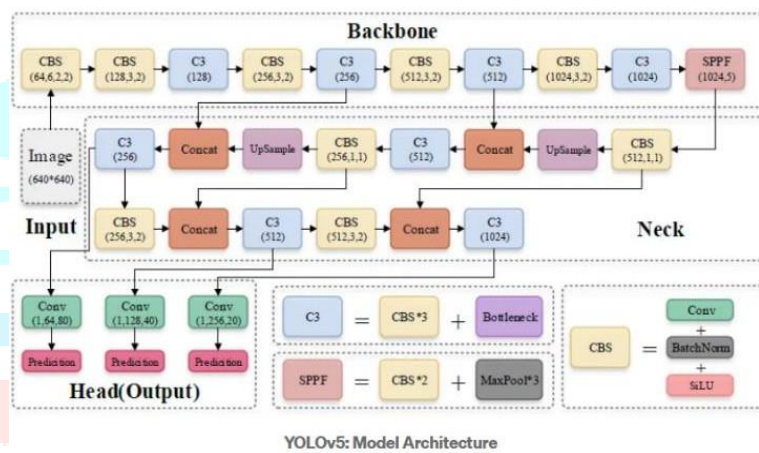 Backbone
CBS
(64,6,2,2)
CBS
(128,3,2)
C3
(128)
CBS
(256,3,2)
C3
(256)
CBS
(512,3,2)
C3
(512)
CBS
(1024,3,2)
C3
(1024)
SPPF
(1024,5)
Image
(640*640)
Input
C3
(256)
Concat
UpSample
CBS
(256,1,1)
C3
(512)
Concat
UpSample
CBS
(512,1,1)
CBS
(256,3,2)
Concat
C3
(512)
CBS
(512,3,2)
Concat
C3
(1024)
Neck
Conv
(1,64,80)
Conv
(1,128,40)
Conv
(1,256,20)
Prediction
Prediction
Prediction
Head(Output)
C3 = CBS*3 + Bottleneck
SPPF = CBS*2 + MaxPool*3
CBS =
Conv
+
BatchNorm
+
SiLU
YOLOv5: Model Architecture